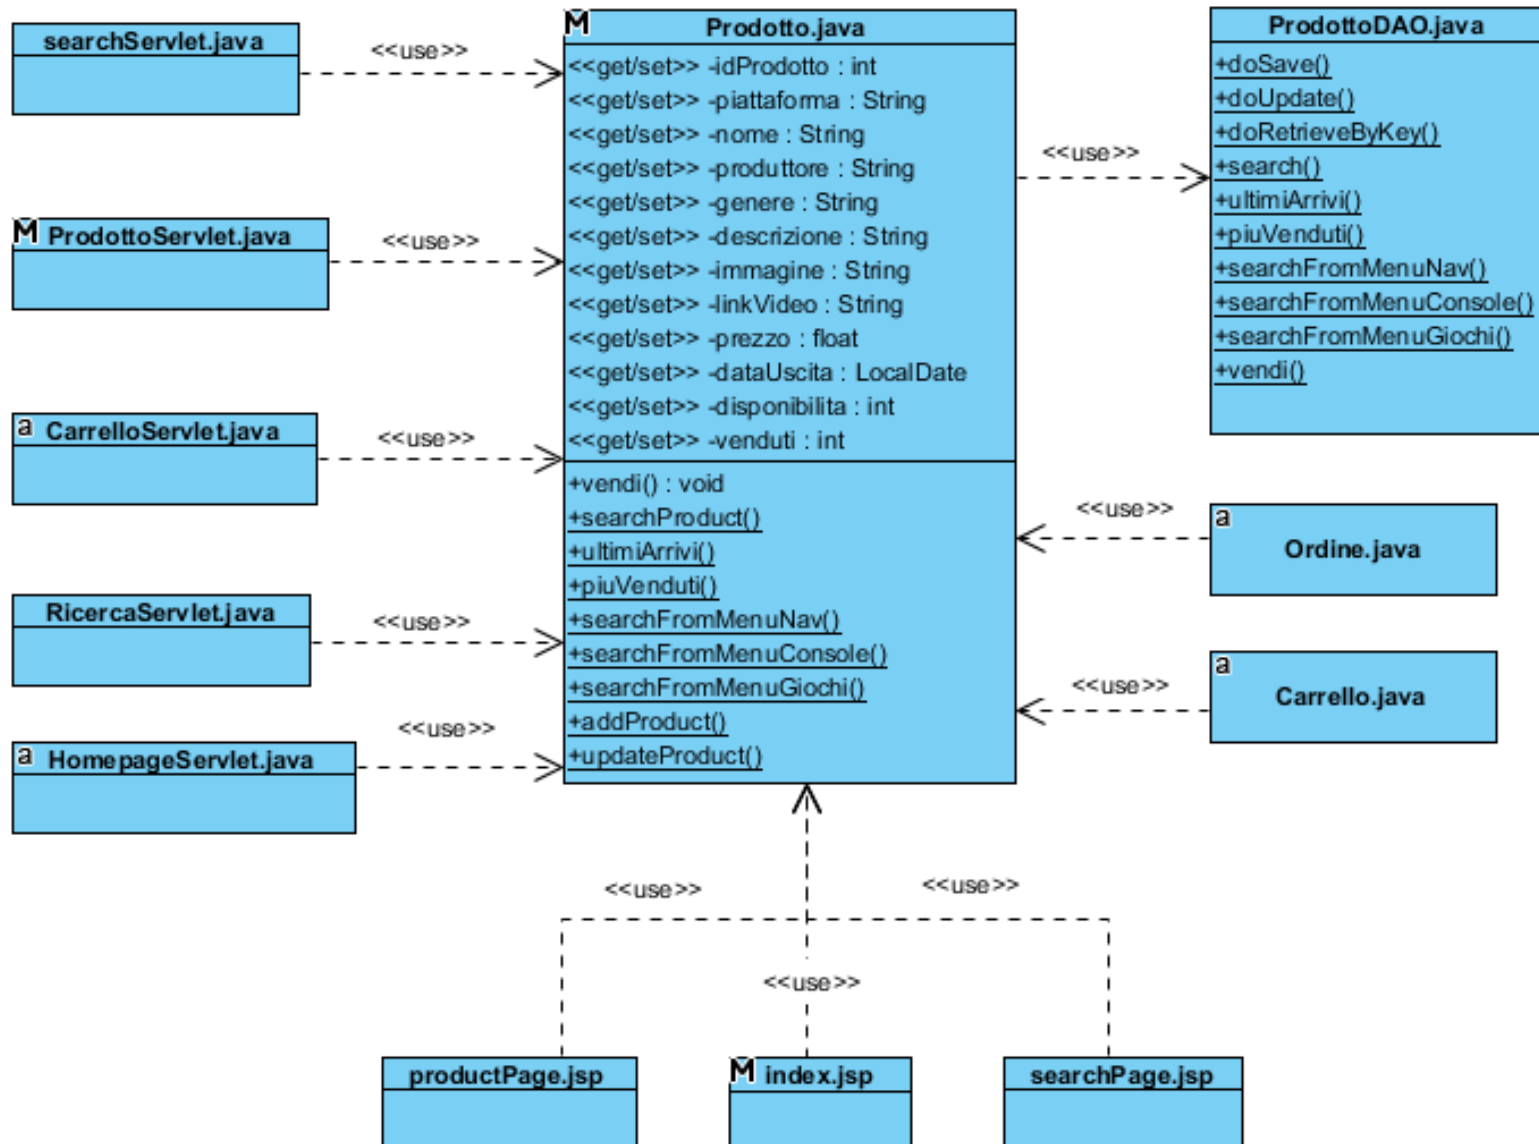 searchServlet.java
<<use>>
M ProdottoServlet.java
<<use>>
a CarrelloServlet.java
<<use>>
RicercaServlet.java
<<use>>
a HomepageServlet.java
<<use>>
M Prodotto.java
<<get/set>> -idProdotto : int
<<get/set>> -piattaforma : String
<<get/set>> -nome : String
<<get/set>> -produttore : String
<<get/set>> -genere : String
<<get/set>> -descrizione : String
<<get/set>> -immagine : String
<<get/set>> -linkVideo : String
<<get/set>> -prezzo : float
<<get/set>> -dataUscita : LocalDate
<<get/set>> -disponibilita : int
<<get/set>> -venduti : int
+vendi() : void
+searchProduct()
+ultimiArrivi()
+piuVenduti()
+searchFromMenuNav()
+searchFromMenuConsole()
+searchFromMenuGiochi()
+addProduct()
+updateProduct()
<<use>>
ProdottoDAO.java
+doSave()
+doUpdate()
+doRetrieveByKey()
+search()
+ultimiArrivi()
+piuVenduti()
+searchFromMenuNav()
+searchFromMenuConsole()
+searchFromMenuGiochi()
+vendi()
<<use>>
a
Ordine.java
<<use>>
a
Carrello.java
<<use>>
<<use>>
<<use>>
productPage.jsp
M index.jsp
searchPage.jsp